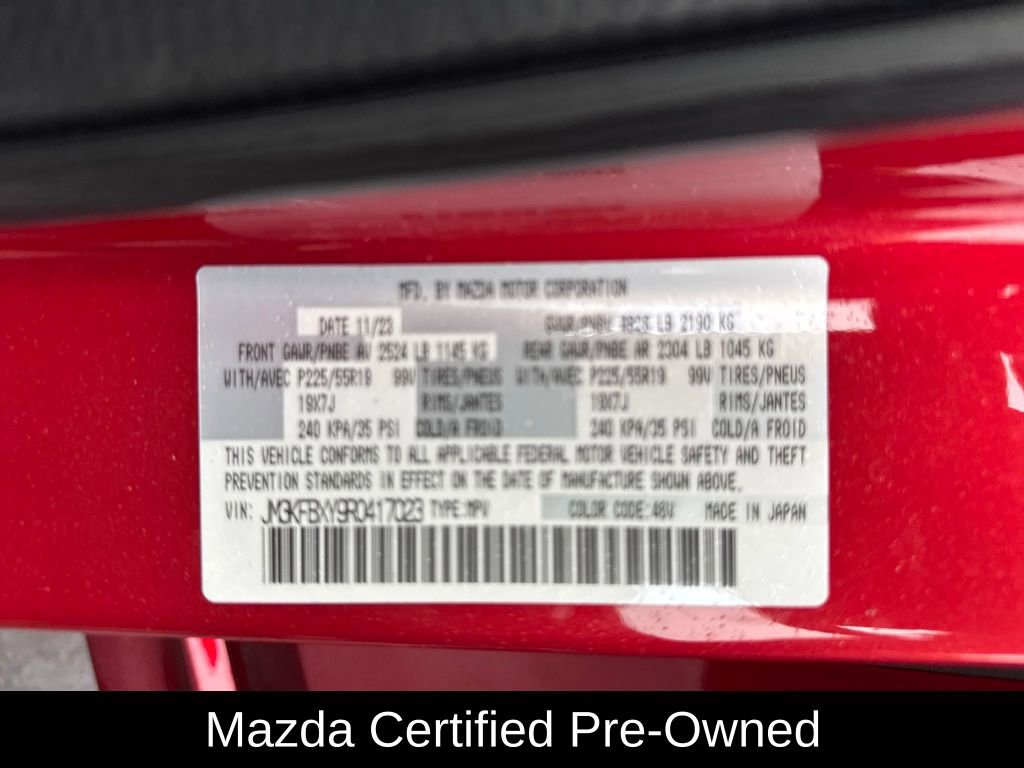 MFD. BY MAZDA MOTOR CORPORATION
DATE 11/23 GAWR/PNBV 4828 LB 2190 KG
FRONT GAWR/PNBE AV 2524 LB 1145 KG REAR GAWR/PNBE AR 2304 LB 1045 KG
WITH/AVEC P225/55R19 99V TIRES/PNEUS WITH/AVEC P225/55R19 99V TIRES/PNEUS
19X7J RIMS/JANTES 19X7J RIMS/JANTES
240 KPA/35 PSI COLD/A FROID 240 KPA/35 PSI COLD/A FROID
THIS VEHICLE CONFORMS TO ALL APPLICABLE FEDERAL MOTOR VEHICLE SAFETY AND THEFT
PREVENTION STANDARDS IN EFFECT ON THE DATE OF MANUFACTURE SHOWN ABOVE.
VIN: JM3KFBXY9R0417023 TYPE:MPV COLOR CODE:46V MADE IN JAPAN
Mazda Certified Pre-Owned